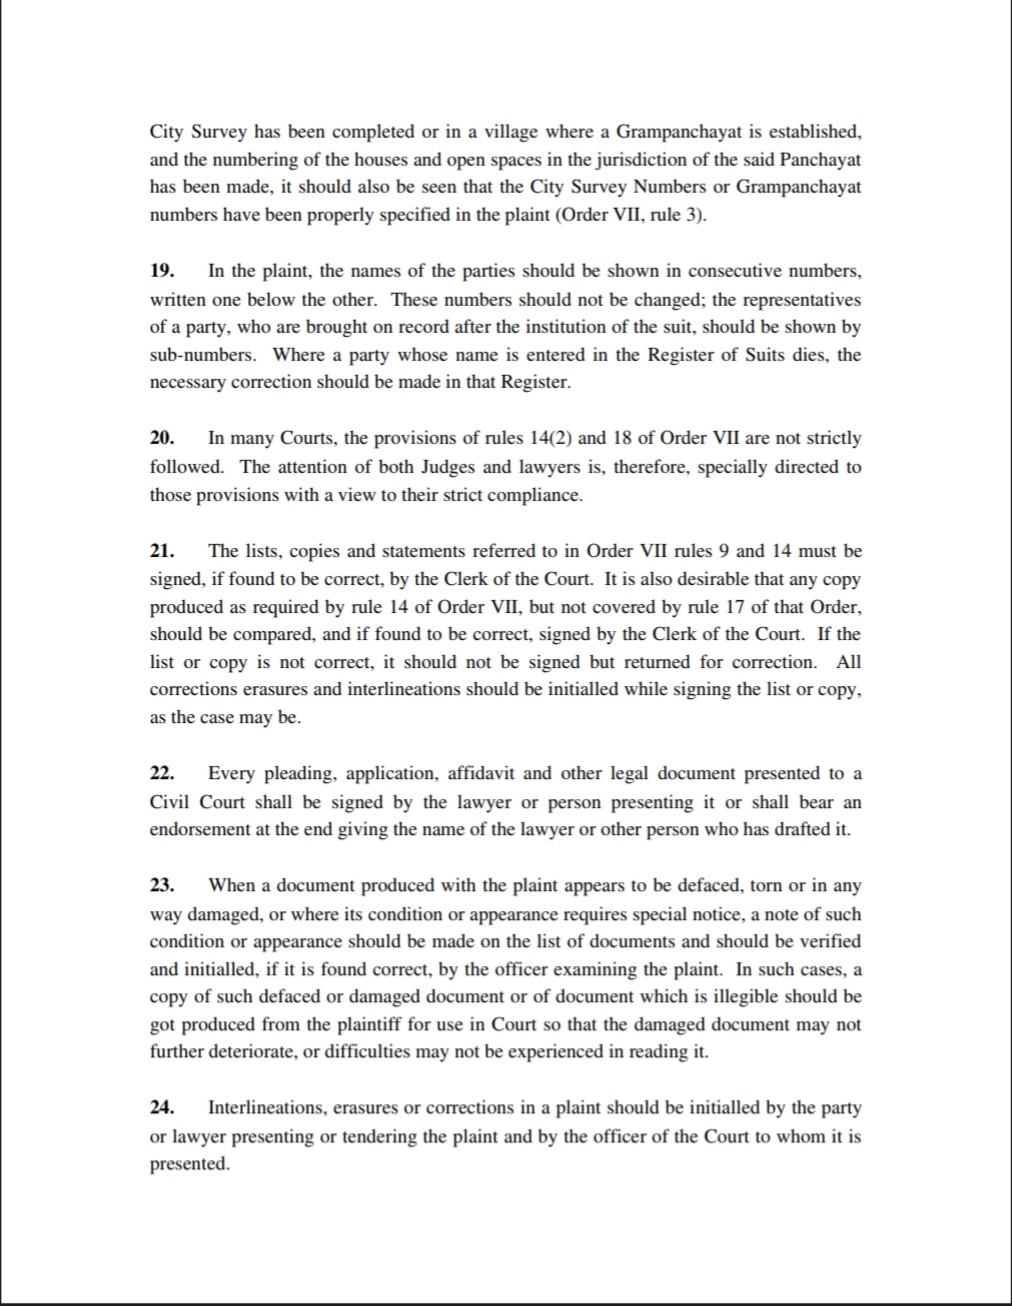 City Survey has been completed or in a village where a Grampanchayat is established,
and the numbering of the houses and open spaces in the jurisdiction of the said Panchayat
has been made, it should also be seen that the City Survey Numbers or Grampanchayat
numbers have been properly specified in the plaint (Order VII, rule 3).
19. In the plaint, the names of the parties should be shown in consecutive numbers,
written one below the other. These numbers should not be changed; the representatives
of a party, who are brought on record after the institution of the suit, should be shown by
sub-numbers. Where a party whose name is entered in the Register of Suits dies, the
necessary correction should be made in that Register.
20. In many Courts, the provisions of rules 14(2) and 18 of Order VII are not strictly
followed. The attention of both Judges and lawyers is, therefore, specially directed to
those provisions with a view to their strict compliance.
21. The lists, copies and statements referred to in Order VII rules 9 and 14 must be
signed, if found to be correct, by the Clerk of the Court. It is also desirable that any copy
produced as required by rule 14 of Order VII, but not covered by rule 17 of that Order,
should be compared, and if found to be correct, signed by the Clerk of the Court. If the
list or copy is not correct, it should not be signed but returned for correction. All
corrections erasures and interlineations should be initialled while signing the list or copy,
as the case may be.
22. Every pleading, application, affidavit and other legal document presented to a
Civil Court shall be signed by the lawyer or person presenting it or shall bear an
endorsement at the end giving the name of the lawyer or other person who has drafted it.
23. When a document produced with the plaint appears to be defaced, torn or in any
way damaged, or where its condition or appearance requires special notice, a note of such
condition or appearance should be made on the list of documents and should be verified
and initialled, if it is found correct, by the officer examining the plaint. In such cases, a
copy of such defaced or damaged document or of document which is illegible should be
got produced from the plaintiff for use in Court so that the damaged document may not
further deteriorate, or difficulties may not be experienced in reading it.
24. Interlineations, erasures or corrections in a plaint should be initialled by the party
or lawyer presenting or tendering the plaint and by the officer of the Court to whom it is
presented.